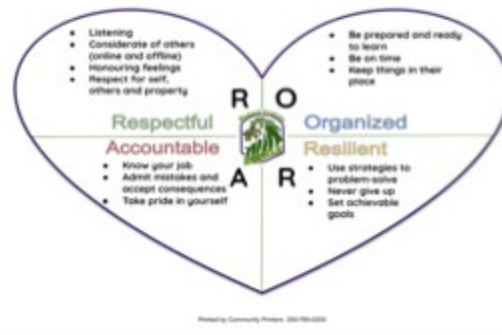 Listening
Considerate of others
(online and offline)
Honouring feelings
Respect for self,
others and property
Be prepared and ready
to learn
Be on time
Keep things in their
place
R O
Respectful
Organized
Accountable
Resilient
Know your job
Admit mistakes and
accept consequences
Take pride in yourself
A R
Use strategies to
problem-solve
Never give up
Set achievable
goals
Printed by Community Printers